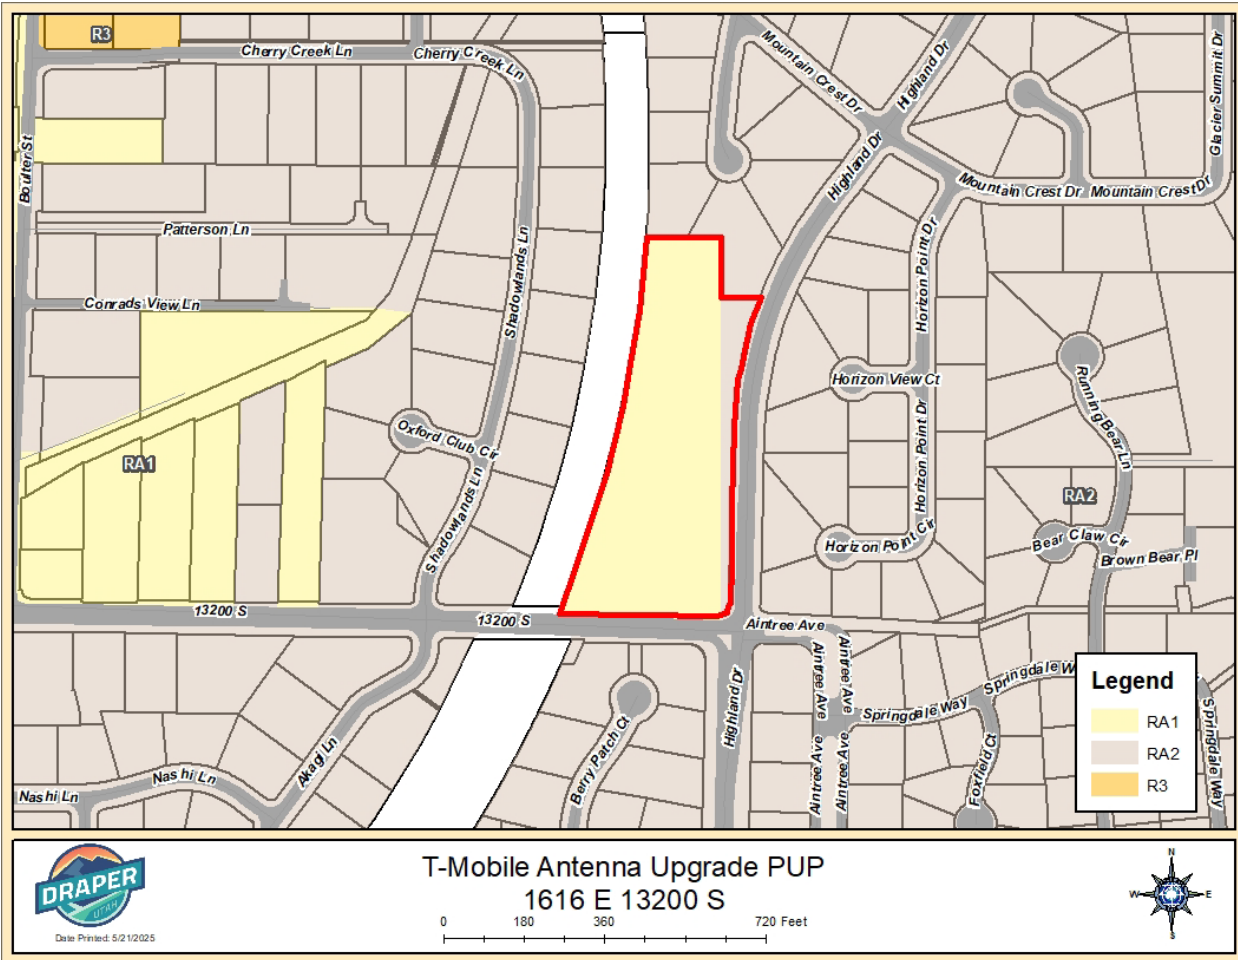 R3
Cherry Creek Ln
Cherry Creek Ln
Mountain Crest Dr
Highland Dr
Glacier Summit Dr
Boulter St
Highland Dr
Mountain Crest Dr
Mountain Crest Dr
Patterson Ln
Shadowlands Ln
Horizon Point Dr
Conrads View Ln
Horizon View Ct
Running Bear Ln
Oxford Club Cir
Horizon Point Dr
RA1
RA2
Shadowlands Ln
Horizon Point Cir
Bear Claw Cir
Brown Bear Pl
13200 S
13200 S
Aintree Ave
Aintree Ave
Aintree Ave
Springdale W
Highland Dr
Springdale Way
Springdale Way
Akagi Ln
Berry Patch Ct
Aintree Ave
Aintree Ave
Foxfield Ct
Nashi Ln
Nashi Ln
Legend
RA1
RA2
R3
DRAPER
UTAH
Date Printed: 5/21/2025
T-Mobile Antenna Upgrade PUP
1616 E 13200 S
0 180 360 720 Feet
N
W E
S